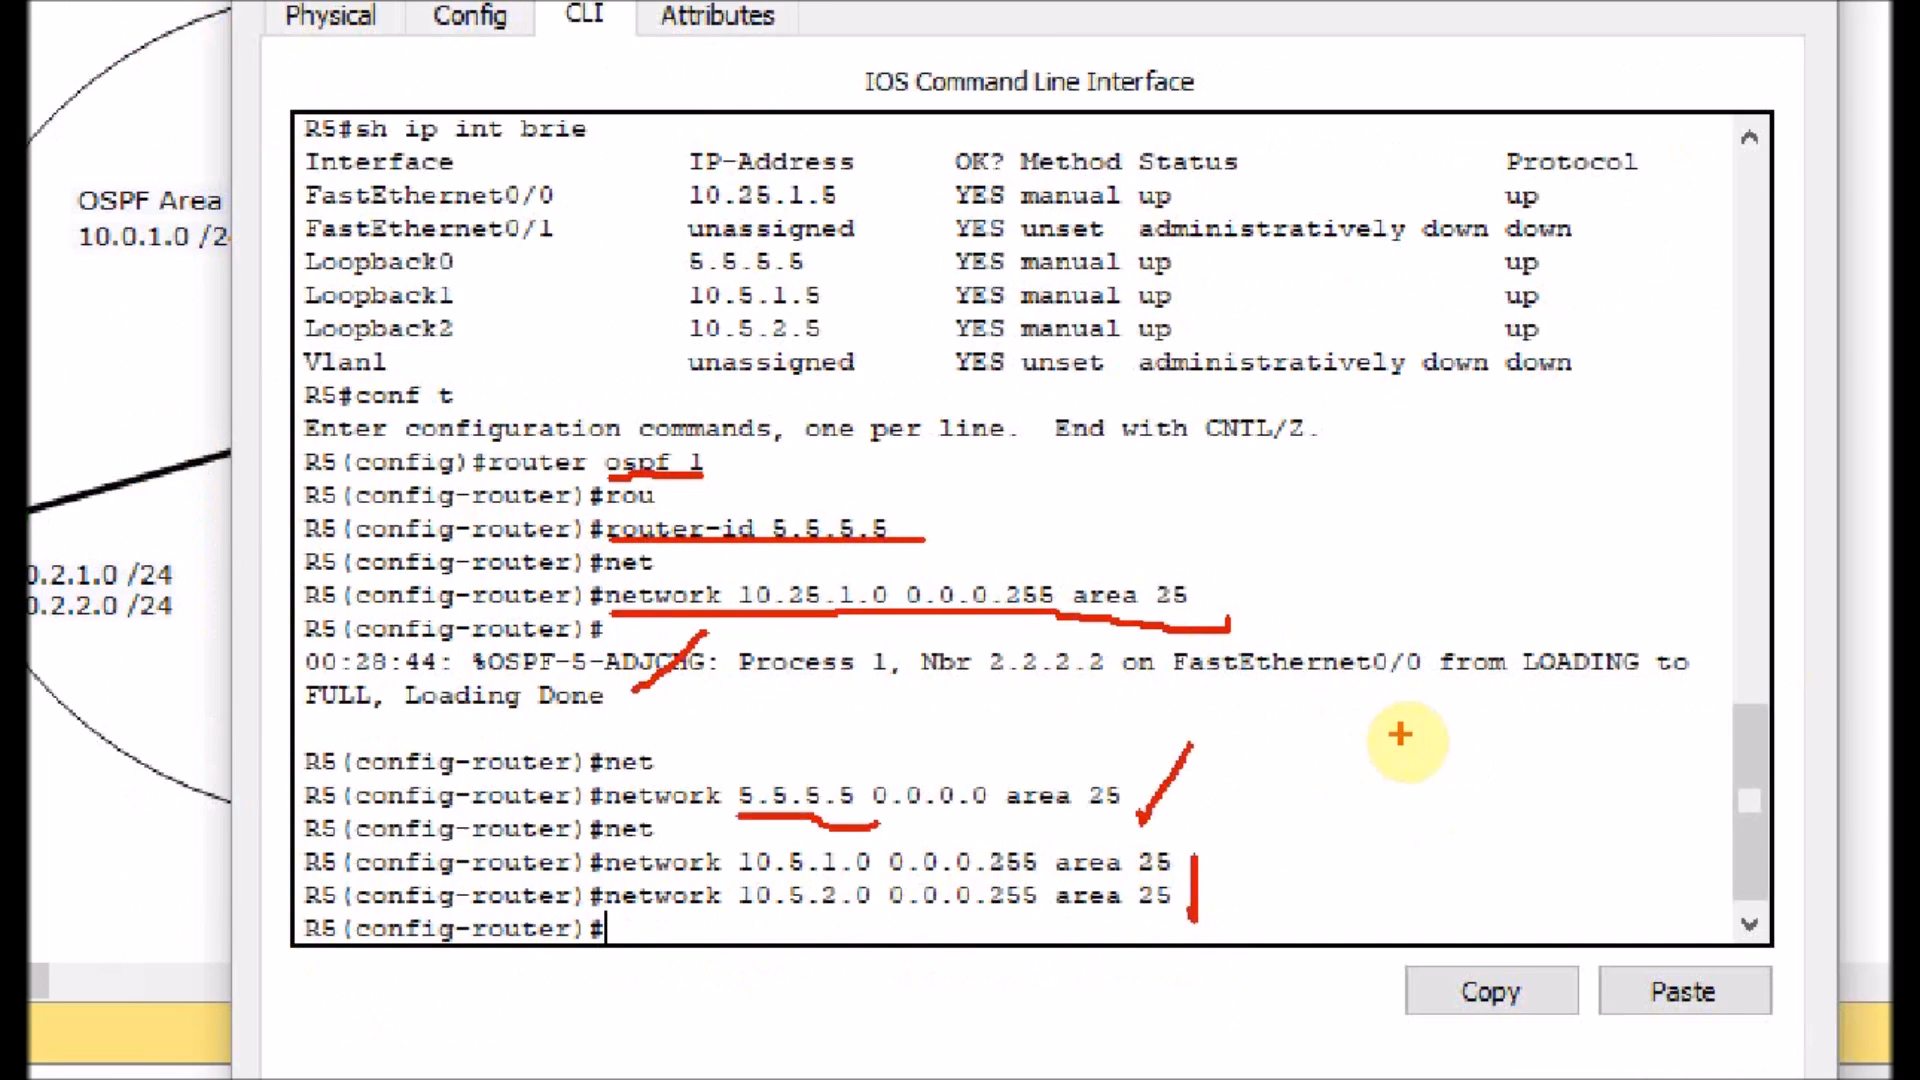 Physical Config CLI Attributes
IOS Command Line Interface
R5#sh ip int brie
Interface IP-Address OK? Method Status Protocol
FastEthernet0/0 10.25.1.5 YES manual up up
FastEthernet0/1 unassigned YES unset administratively down down
Loopback0 5.5.5.5 YES manual up up
Loopback1 10.5.1.5 YES manual up up
Loopback2 10.5.2.5 YES manual up up
Vlan1 unassigned YES unset administratively down down
R5#conf t
Enter configuration commands, one per line. End with CNTL/Z.
R5(config)#router ospf 1
R5(config-router)#rou
R5(config-router)#router-id 5.5.5.5
R5(config-router)#net
R5(config-router)#network 10.25.1.0 0.0.0.255 area 25
R5(config-router)#
00:28:44: %OSPF-5-ADJCHG: Process 1, Nbr 2.2.2.2 on FastEthernet0/0 from LOADING to
FULL, Loading Done
R5(config-router)#net
R5(config-router)#network 5.5.5.5 0.0.0.0 area 25
R5(config-router)#net
R5(config-router)#network 10.5.1.0 0.0.0.255 area 25
R5(config-router)#network 10.5.2.0 0.0.0.255 area 25
R5(config-router)#
Copy Paste
OSPF Area
10.0.1.0 /2
0.2.1.0 /24
0.2.2.0 /24